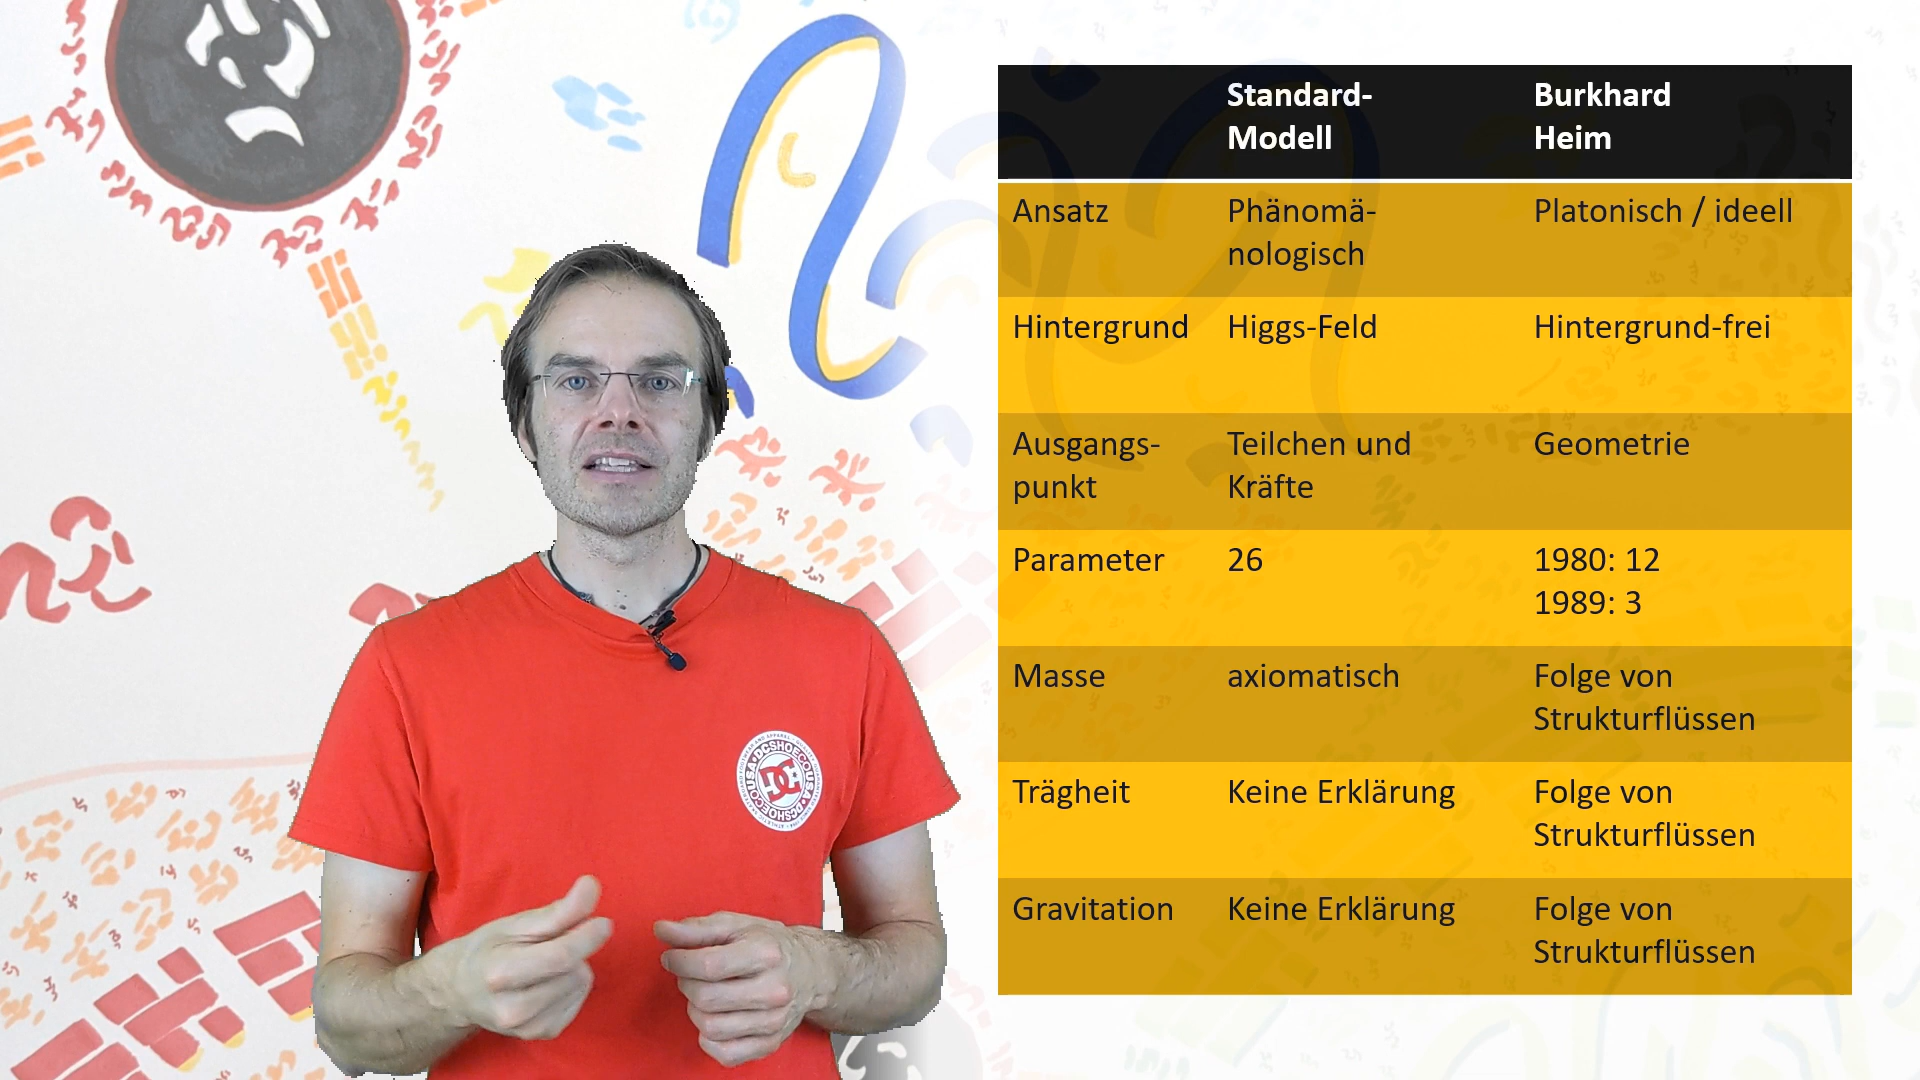 Standard-
Modell
Burkhard
Heim
Ansatz
Phänomä-
nologisch
Platonisch / ideell
Hintergrund
Higgs-Feld
Hintergrund-frei
Ausgangs-
punkt
Teilchen und
Kräfte
Geometrie
Parameter
26
1980: 12
1989: 3
Masse
axiomatisch
Folge von
Strukturflüssen
Trägheit
Keine Erklärung
Folge von
Strukturflüssen
Gravitation
Keine Erklärung
Folge von
Strukturflüssen
DCSHOECOUSA
DC